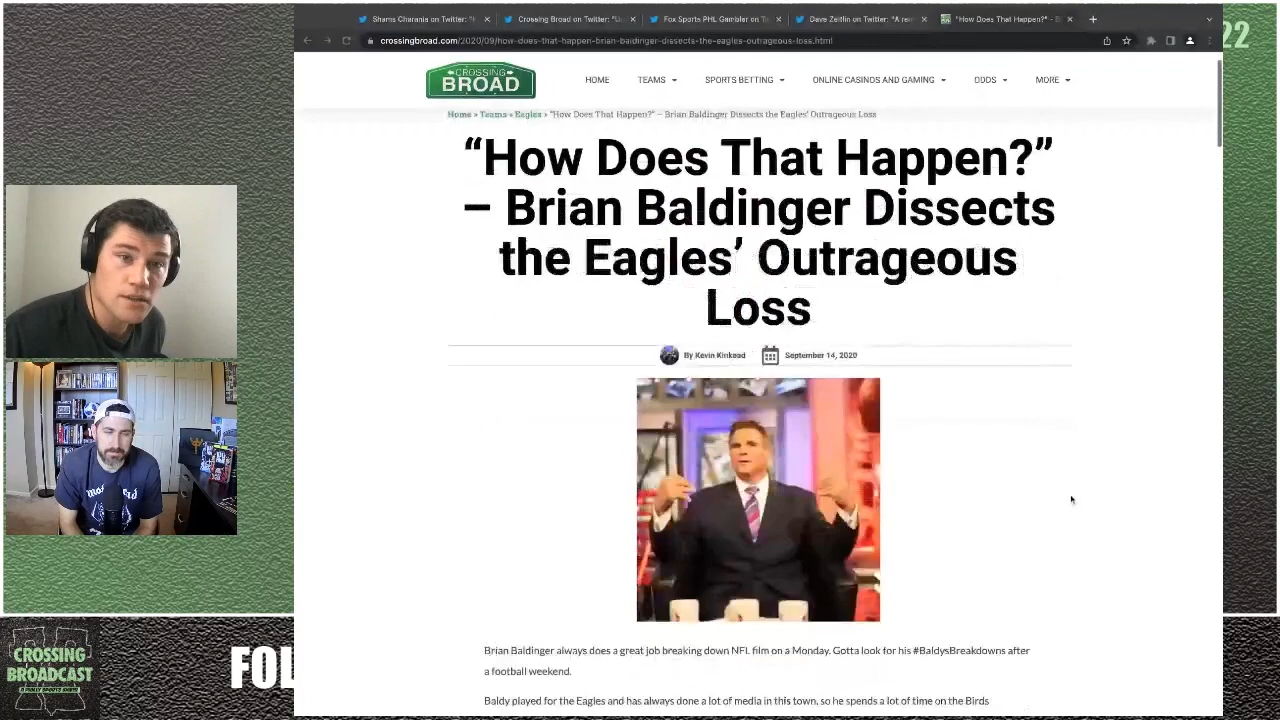 Shams Charania on Twitter: "
Crossing Broad on Twitter: "
Fox Sports PHL Gambler on
Dave Zeitlin on Twitter: "A
"How Does That Happen?" – B
crossingbroad.com/2020/09/how-does-that-happen-brian-baldinger-dissects-the-eagles-outrageous-loss.html
22
CROSSING
BROAD
HOME
TEAMS
SPORTS BETTING
ONLINE CASINOS AND GAMING
ODDS
MORE
Home » Teams » Eagles » "How Does That Happen?" – Brian Baldinger Dissects the Eagles' Outrageous Loss
“How Does That Happen?”
– Brian Baldinger Dissects
the Eagles’ Outrageous
Loss
By Kevin Kinkead
September 14, 2020
Brian Baldinger always does a great job breaking down NFL film on a Monday. Gotta look for his #BaldysBreakdowns after
a football weekend.
Baldy played for the Eagles and has always done a lot of media in this town, so he spends a lot of time on the Birds
CROSSING
BROADCAST
A PHILLY SPORTS SHOW
FOL